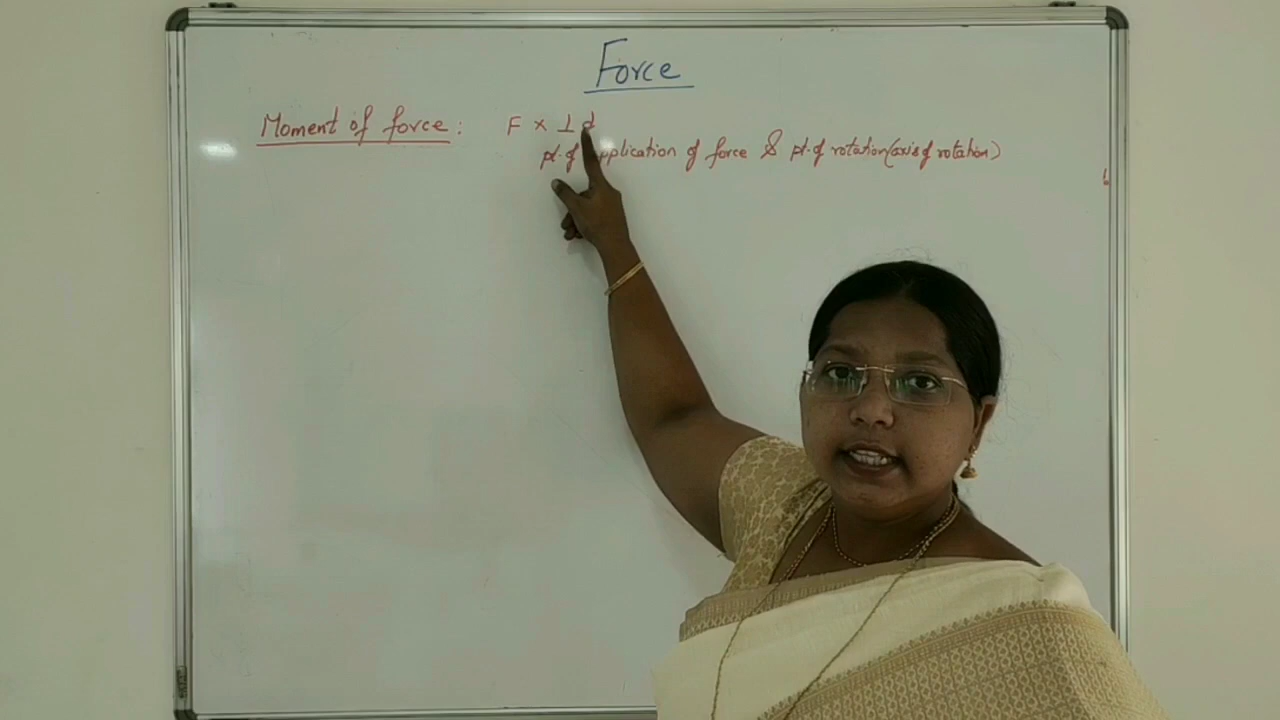 Force
Moment of force : F × ⊥ d
pt. of application of force & pt. of rotation (axis of rotation)